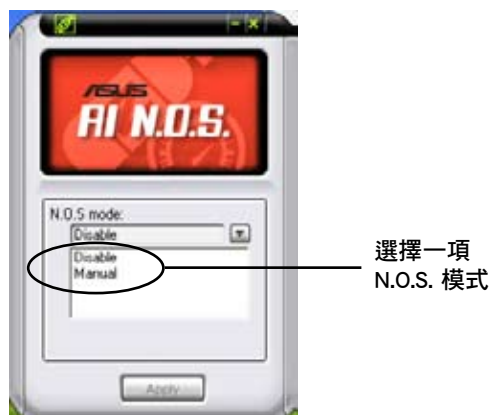 ASUS
AI N.O.S.
N.O.S mode:
Disable
Disable
Manual
選擇一項
N.O.S. 模式
Apply